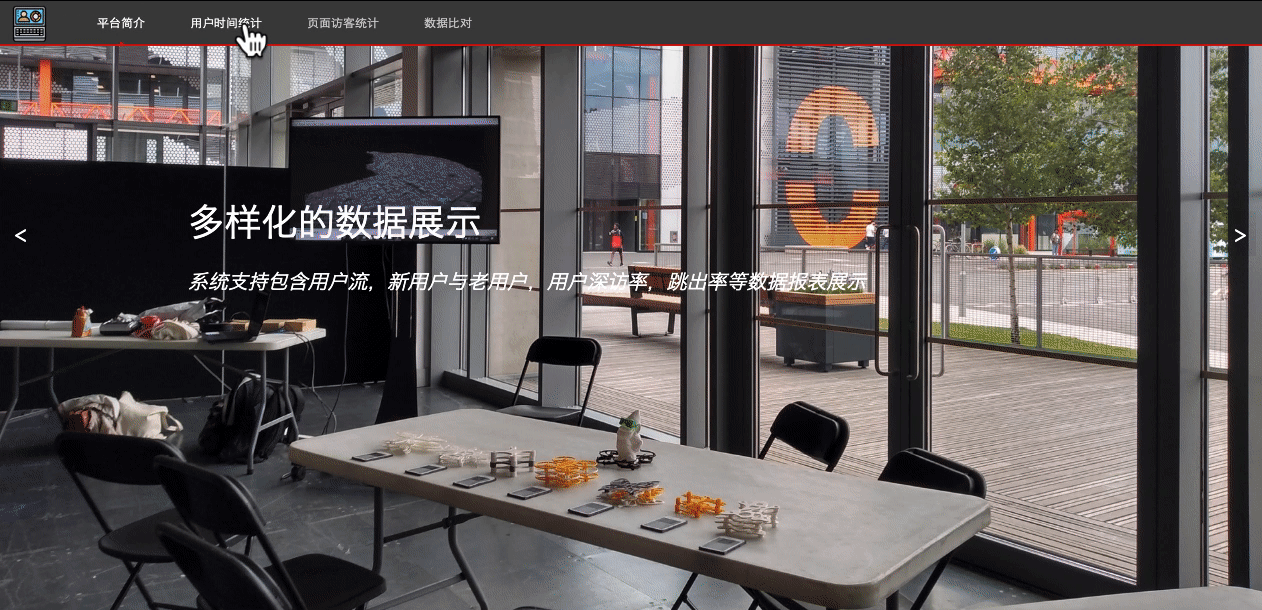 平台简介 用户时间统计 页面访客统计 数据比对
多样化的数据展示
系统支持包含用户流，新用户与老用户，用户深访率，跳出率等数据报表展示
< >